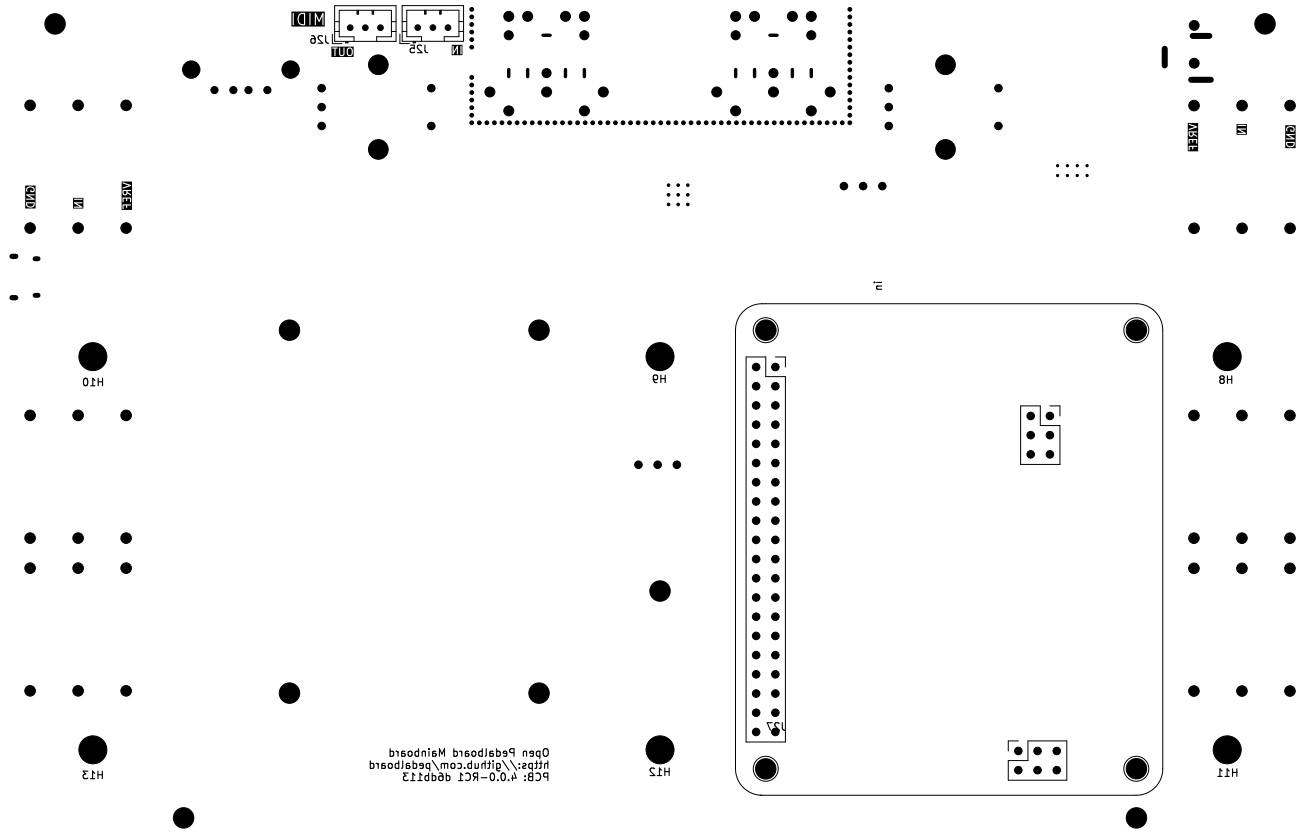 MIDI
J26
OUT
J25
IN
VREF
IN
GND
GND
IN
VREF
H10
H9
H8
J27
Open Pedalboard Mainboard
https://github.com/pedalboard
PCB: 4.0.0-RC1 d6db113
H13
H12
H11